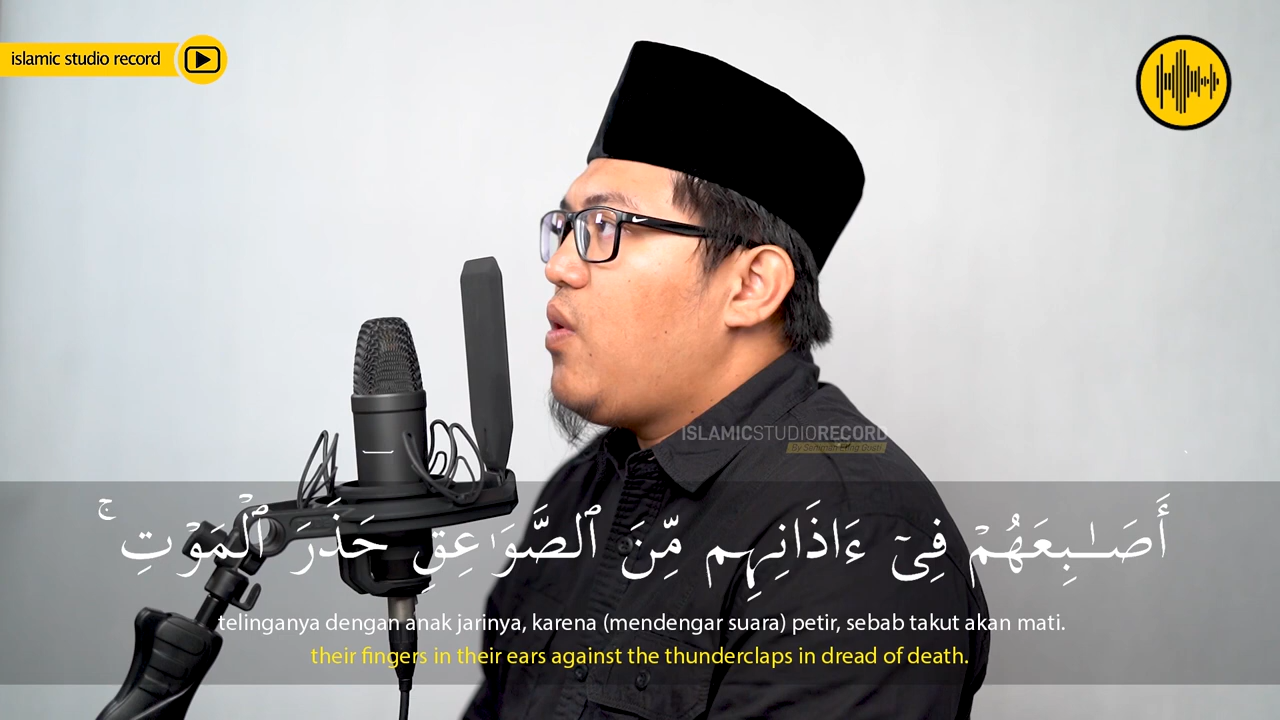 islamic studio record
ISLAMICSTUDIORECORD
أَصَـٰبِعَهُمْ فِىٓ ءَاذَانِهِم مِّنَ ٱلصَّوَٰعِقِ حَذَرَ ٱلْمَوْتِ ۚ
telinganya dengan anak jarinya, karena (mendengar suara) petir, sebab takut akan mati.
their fingers in their ears against the thunderclaps in dread of death.